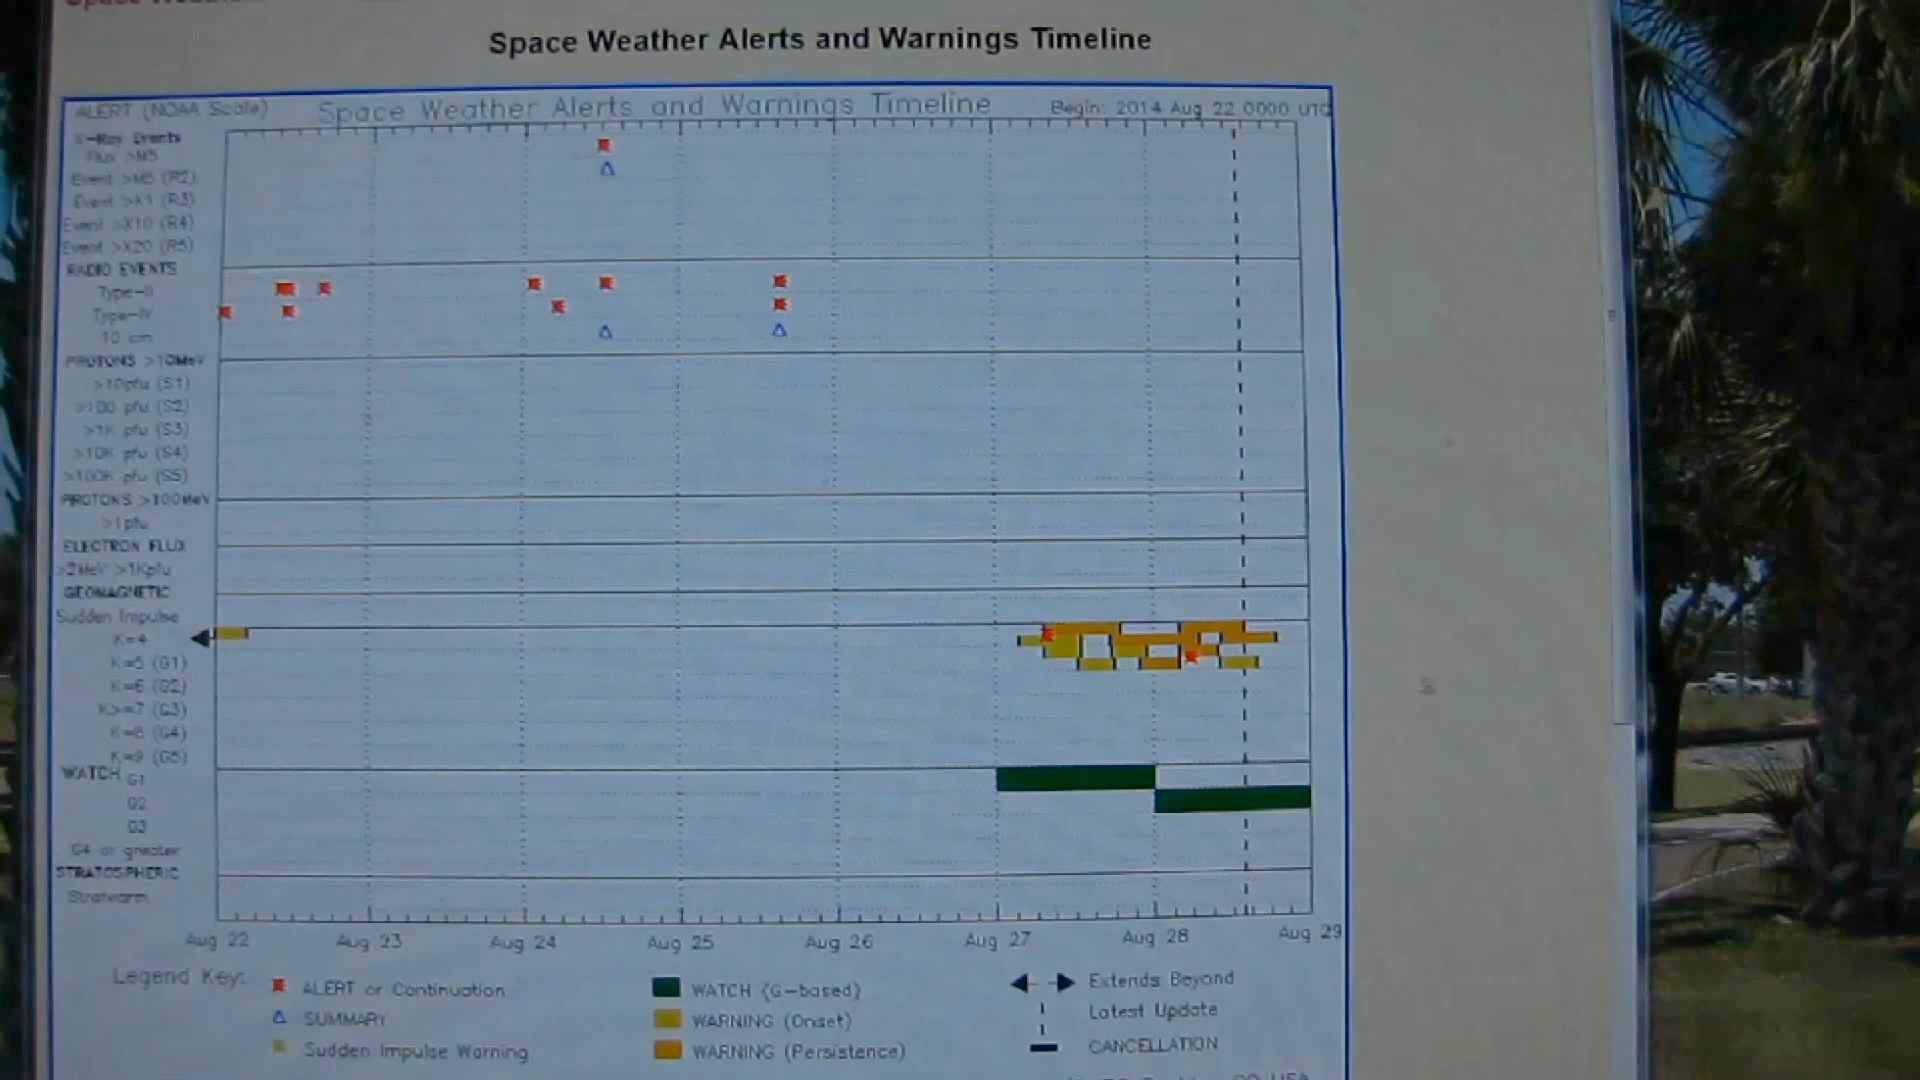 Space Weather Alerts and Warnings Timeline
ALERT (NOAA Scale) Space Weather Alerts and Warnings Timeline Begin: 2014 Aug 22 0000 UTC
X-Ray Events
Flux >M5
Event >M5 (R2)
Event >X1 (R3)
Event >X10 (R4)
Event >X20 (R5)
RADIO EVENTS
Type-II
Type-IV
10 cm
PROTONS >10MeV
>10pfu (S1)
>100 pfu (S2)
>1K pfu (S3)
>10K pfu (S4)
>100K pfu (S5)
PROTONS >100MeV
>1pfu
ELECTRON FLUX
>2MeV >1Kpfu
GEOMAGNETIC
Sudden Impulse
K=4
K=5 (G1)
K=6 (G2)
K>=7 (G3)
K=8 (G4)
K=9 (G5)
WATCH G1
G2
G3
G4 or greater
STRATOSPHERIC
Stratwarm
Aug 22 Aug 23 Aug 24 Aug 25 Aug 26 Aug 27 Aug 28 Aug 29
Legend Key:
ALERT or Continuation
SUMMARY
Sudden Impulse Warning
WATCH (G-based)
WARNING (Onset)
WARNING (Persistence)
Extends Beyond
Latest Update
CANCELLATION